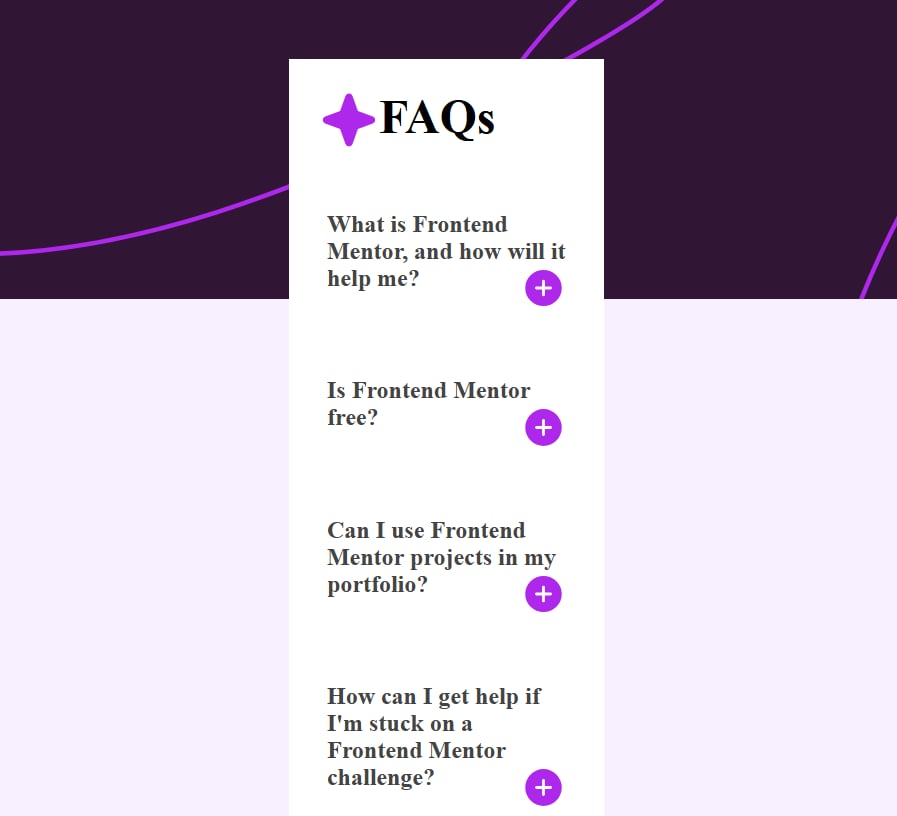 FAQs
What is Frontend
Mentor, and how will it
help me?
Is Frontend Mentor
free?
Can I use Frontend
Mentor projects in my
portfolio?
How can I get help if
I'm stuck on a
Frontend Mentor
challenge?